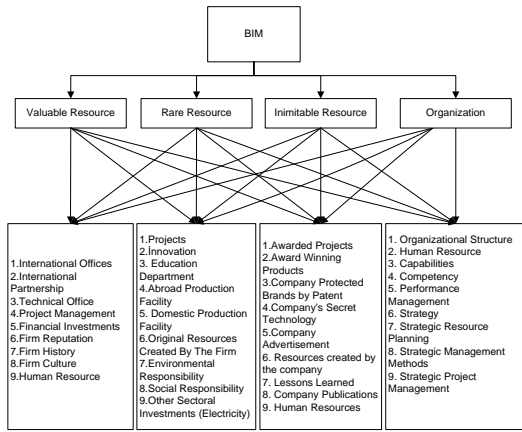 BIM
Valuable Resource
Rare Resource
Inimitable Resource
Organization
1.International Offices
2.International
Partnership
3.Technical Office
4.Project Management
5.Financial Investments
6.Firm Reputation
7.Firm History
8.Firm Culture
9.Human Resource
1.Projects
2.İnnovation
3. Education
Department
4.Abroad Production
Facility
5. Domestic Production
Facility
6.Original Resources
Created By The Firm
7.Environmental
Responsibility
8.Social Responsibility
9.Other Sectoral
Investments (Electricity)
1.Awarded Projects
2.Award Winning
Products
3.Company Protected
Brands by Patent
4.Company's Secret
Technology
5.Company
Advertisement
6. Resources created by
the company
7. Lessons Learned
8. Company Publications
9. Human Resources
1. Organizational Structure
2. Human Resource
3. Capabilities
4. Competency
5. Performance
Management
6. Strategy
7. Strategic Resource
Planning
8. Strategic Management
Methods
9. Strategic Project
Management